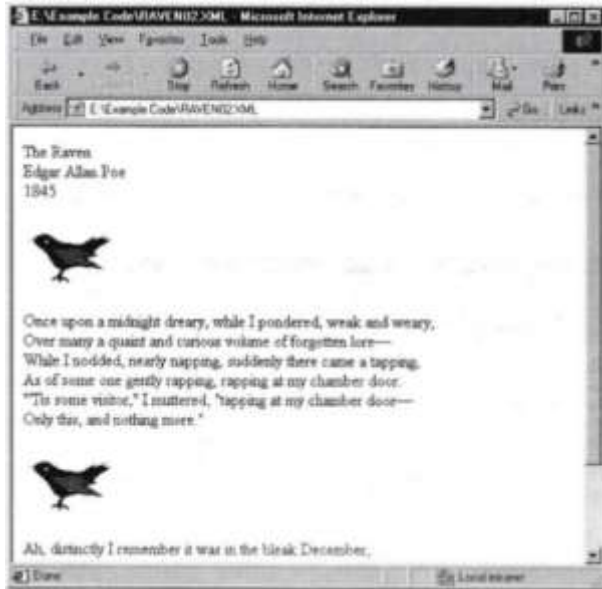 E:\Example Code\RAVEN02.XML - Microsoft Internet Explorer
File Edit View Favorites Tools Help
Back Stop Refresh Home Search Favorites History Mail Print
Address E:\Example Code\RAVEN02.XML Go Links »
The Raven
Edgar Allan Poe
1845
Once upon a midnight dreary, while I pondered, weak and weary,
Over many a quaint and curious volume of forgotten lore—
While I nodded, nearly napping, suddenly there came a tapping,
As of some one gently rapping, rapping at my chamber door.
"'Tis some visitor," I muttered, "tapping at my chamber door—
Only this, and nothing more."
Ah, distinctly I remember it was in the bleak December,
Done Local intranet